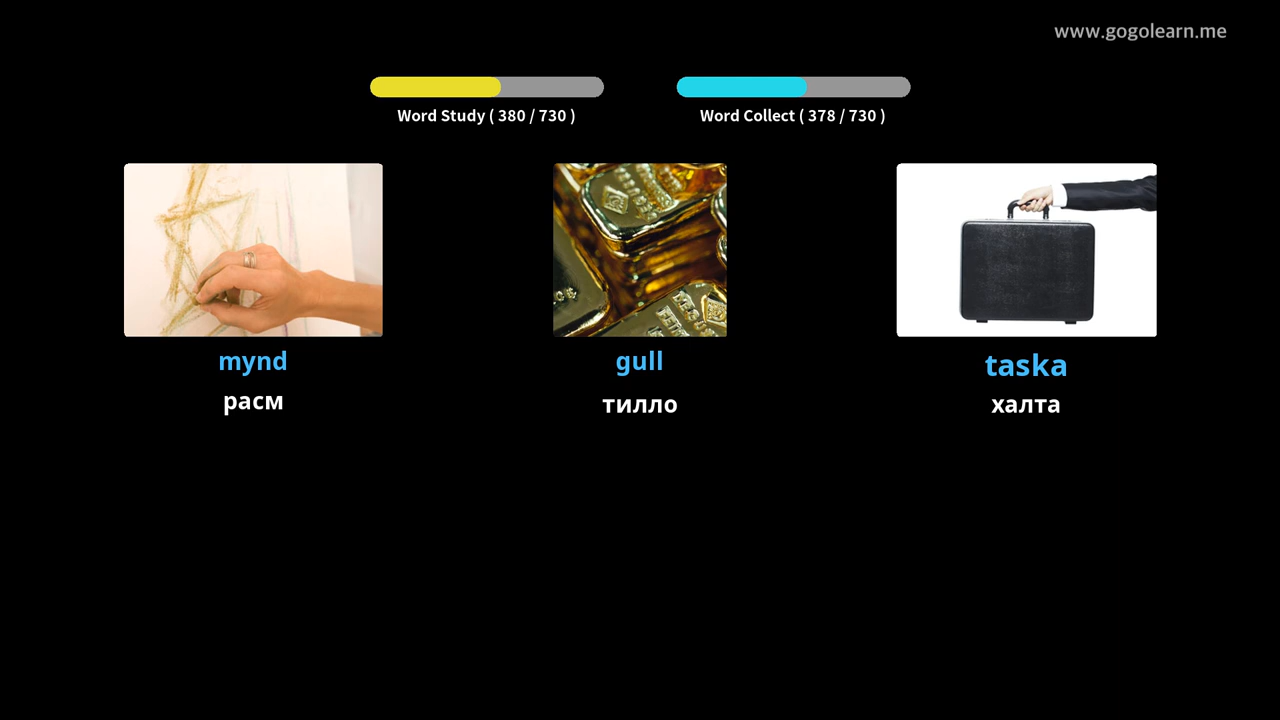 www.gogolearn.me
Word Study ( 380 / 730 )
Word Collect ( 378 / 730 )
mynd
gull
taska
расм
тилло
халта